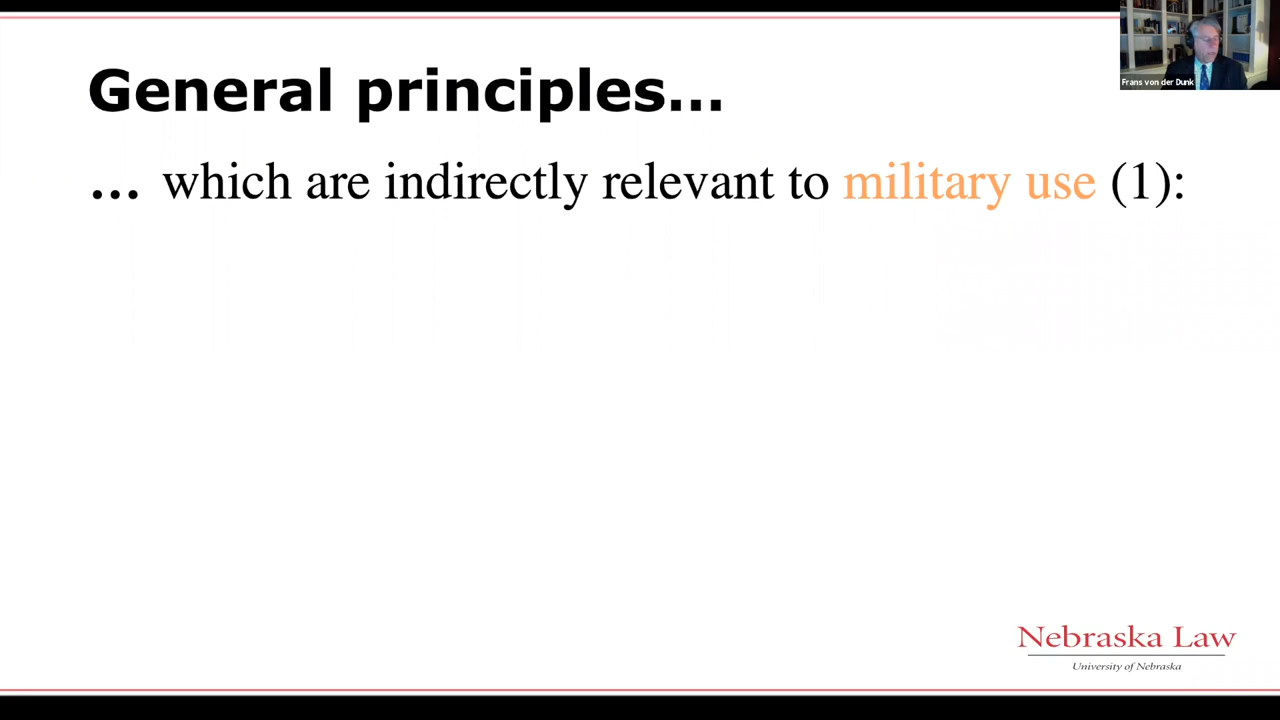 Frans von der Dunk
General principles...
... which are indirectly relevant to military use (1):
Nebraska Law
University of Nebraska